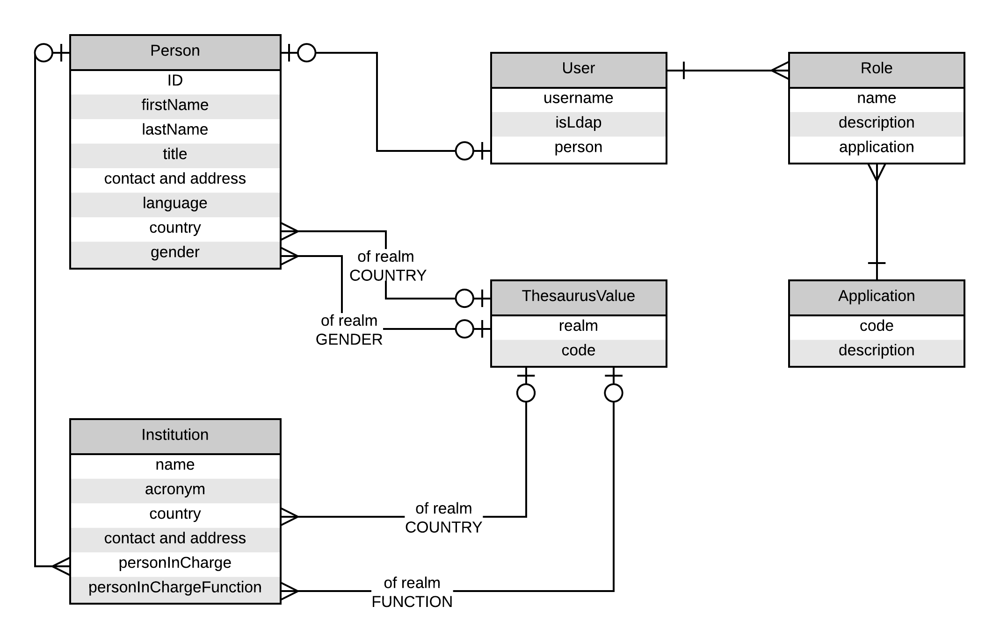 Person
ID
firstName
lastName
title
contact and address
language
country
gender
User
username
isLdap
person
Role
name
description
application
of realm
COUNTRY
of realm
GENDER
ThesaurusValue
realm
code
Application
code
description
Institution
name
acronym
country
contact and address
personInCharge
personInChargeFunction
of realm
COUNTRY
of realm
FUNCTION